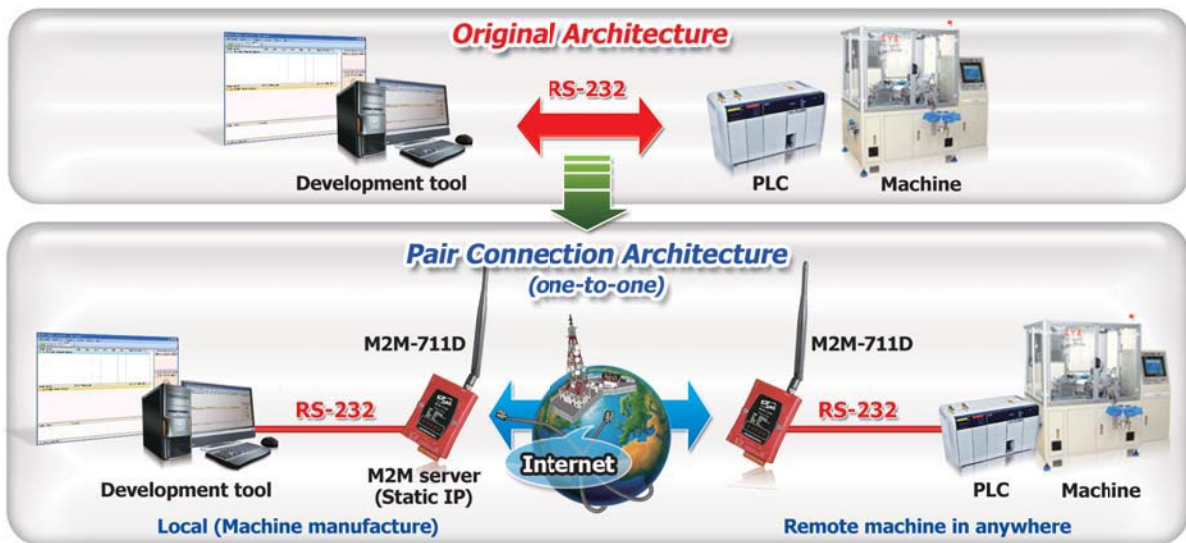 Original Architecture
RS-232
Development tool
PLC
Machine
Pair Connection Architecture
(one-to-one)
M2M-711D
M2M-711D
RS-232
RS-232
Internet
M2M server
(Static IP)
Development tool
PLC
Machine
Local (Machine manufacture)
Remote machine in anywhere